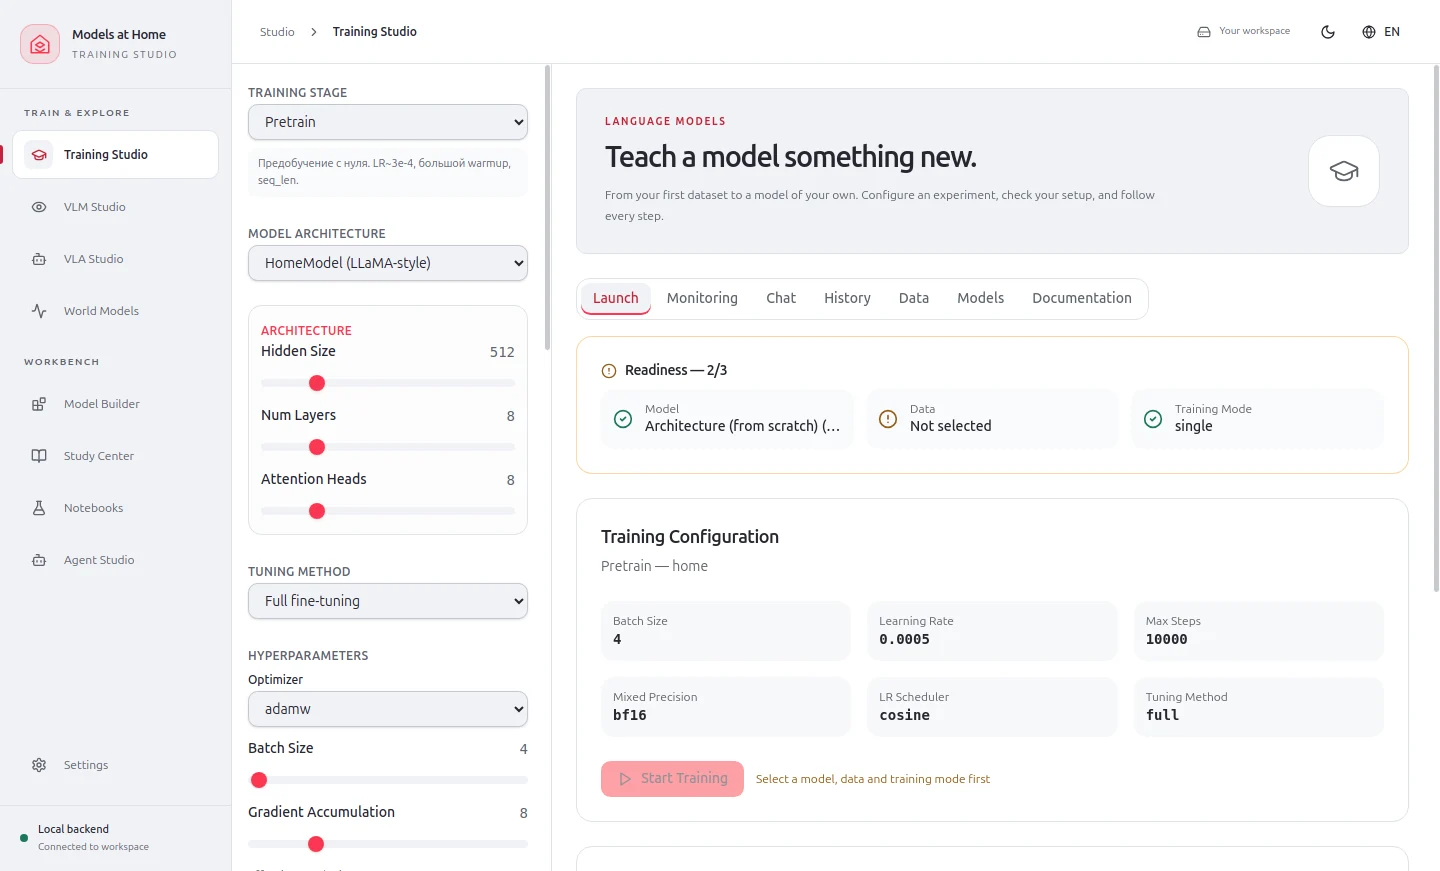 Models at Home
TRAINING STUDIO
TRAIN & EXPLORE
Training Studio
VLM Studio
VLA Studio
World Models
WORKBENCH
Model Builder
Study Center
Notebooks
Agent Studio
Settings
Local backend
Connected to workspace
Studio
Training Studio
Your workspace
EN
TRAINING STAGE
Pretrain
Предобучение с нуля. LR~3e-4, большой warmup,
seq_len.
MODEL ARCHITECTURE
HomeModel (LLaMA-style)
ARCHITECTURE
Hidden Size 512
Num Layers 8
Attention Heads 8
TUNING METHOD
Full fine-tuning
HYPERPARAMETERS
Optimizer
adamw
Batch Size 4
Gradient Accumulation 8
LANGUAGE MODELS
Teach a model something new.
From your first dataset to a model of your own. Configure an experiment, check your setup, and follow
every step.
Launch Monitoring Chat History Data Models Documentation
Readiness — 2/3
Model
Architecture (from scratch) (...
Data
Not selected
Training Mode
single
Training Configuration
Pretrain — home
Batch Size
4
Learning Rate
0.0005
Max Steps
10000
Mixed Precision
bf16
LR Scheduler
cosine
Tuning Method
full
Start Training
Select a model, data and training mode first